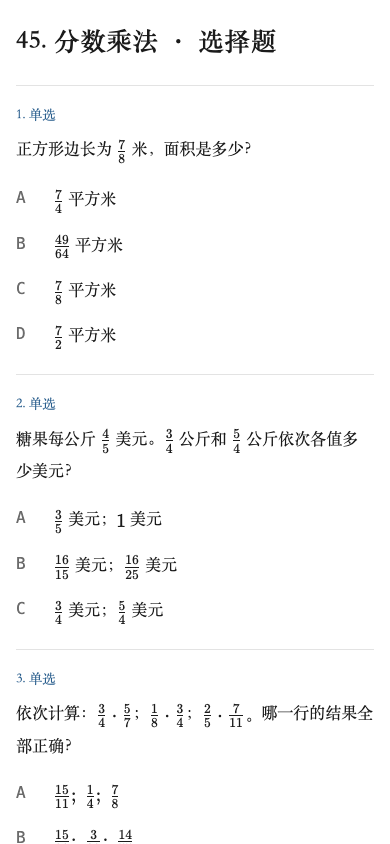 45. 分数乘法 · 选择题
1. 单选
正方形边长为 7/8 米，面积是多少？
A 7/4 平方米
B 49/64 平方米
C 7/8 平方米
D 7/2 平方米
2. 单选
糖果每公斤 4/5 美元。3/4 公斤和 5/4 公斤依次各值多
少美元？
A 3/5 美元；1 美元
B 16/15 美元；16/25 美元
C 3/4 美元；5/4 美元
3. 单选
依次计算：3/4 · 5/7；1/8 · 3/4；2/5 · 7/11。哪一行的结果全
部正确？
A 15/11；1/4；7/8
B 15 3 14